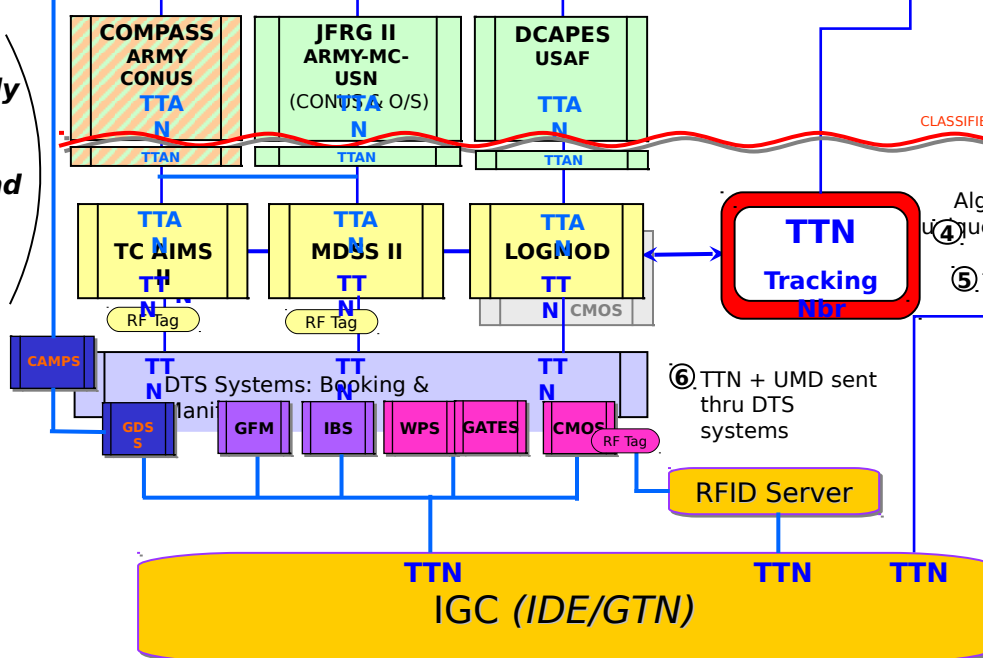 COMPASS
ARMY
CONUS
TTA
N
TTAN
JFRG II
ARMY-MC-
USN
(CONUS & O/S)
TTA
N
TTAN
DCAPES
USAF
TTA
N
TTAN
ly
nd
CLASSIFIE
TTA
N
TC AIMS
II
TT
N
N
RF Tag
TTA
N
MDSS II
TT
N
RF Tag
TTA
N
LOGMOD
TT
N
CMOS
TTN
Tracking
Nbr
Alg
④
⑤
CAMPS
TT
N
TT
N
TT
N
DTS Systems: Booking &
Mani
⑥ TTN + UMD sent
thru DTS
systems
GDS
S
GFM
IBS
WPS
GATES
CMOS
RF Tag
RFID Server
TTN
TTN
TTN
IGC (IDE/GTN)